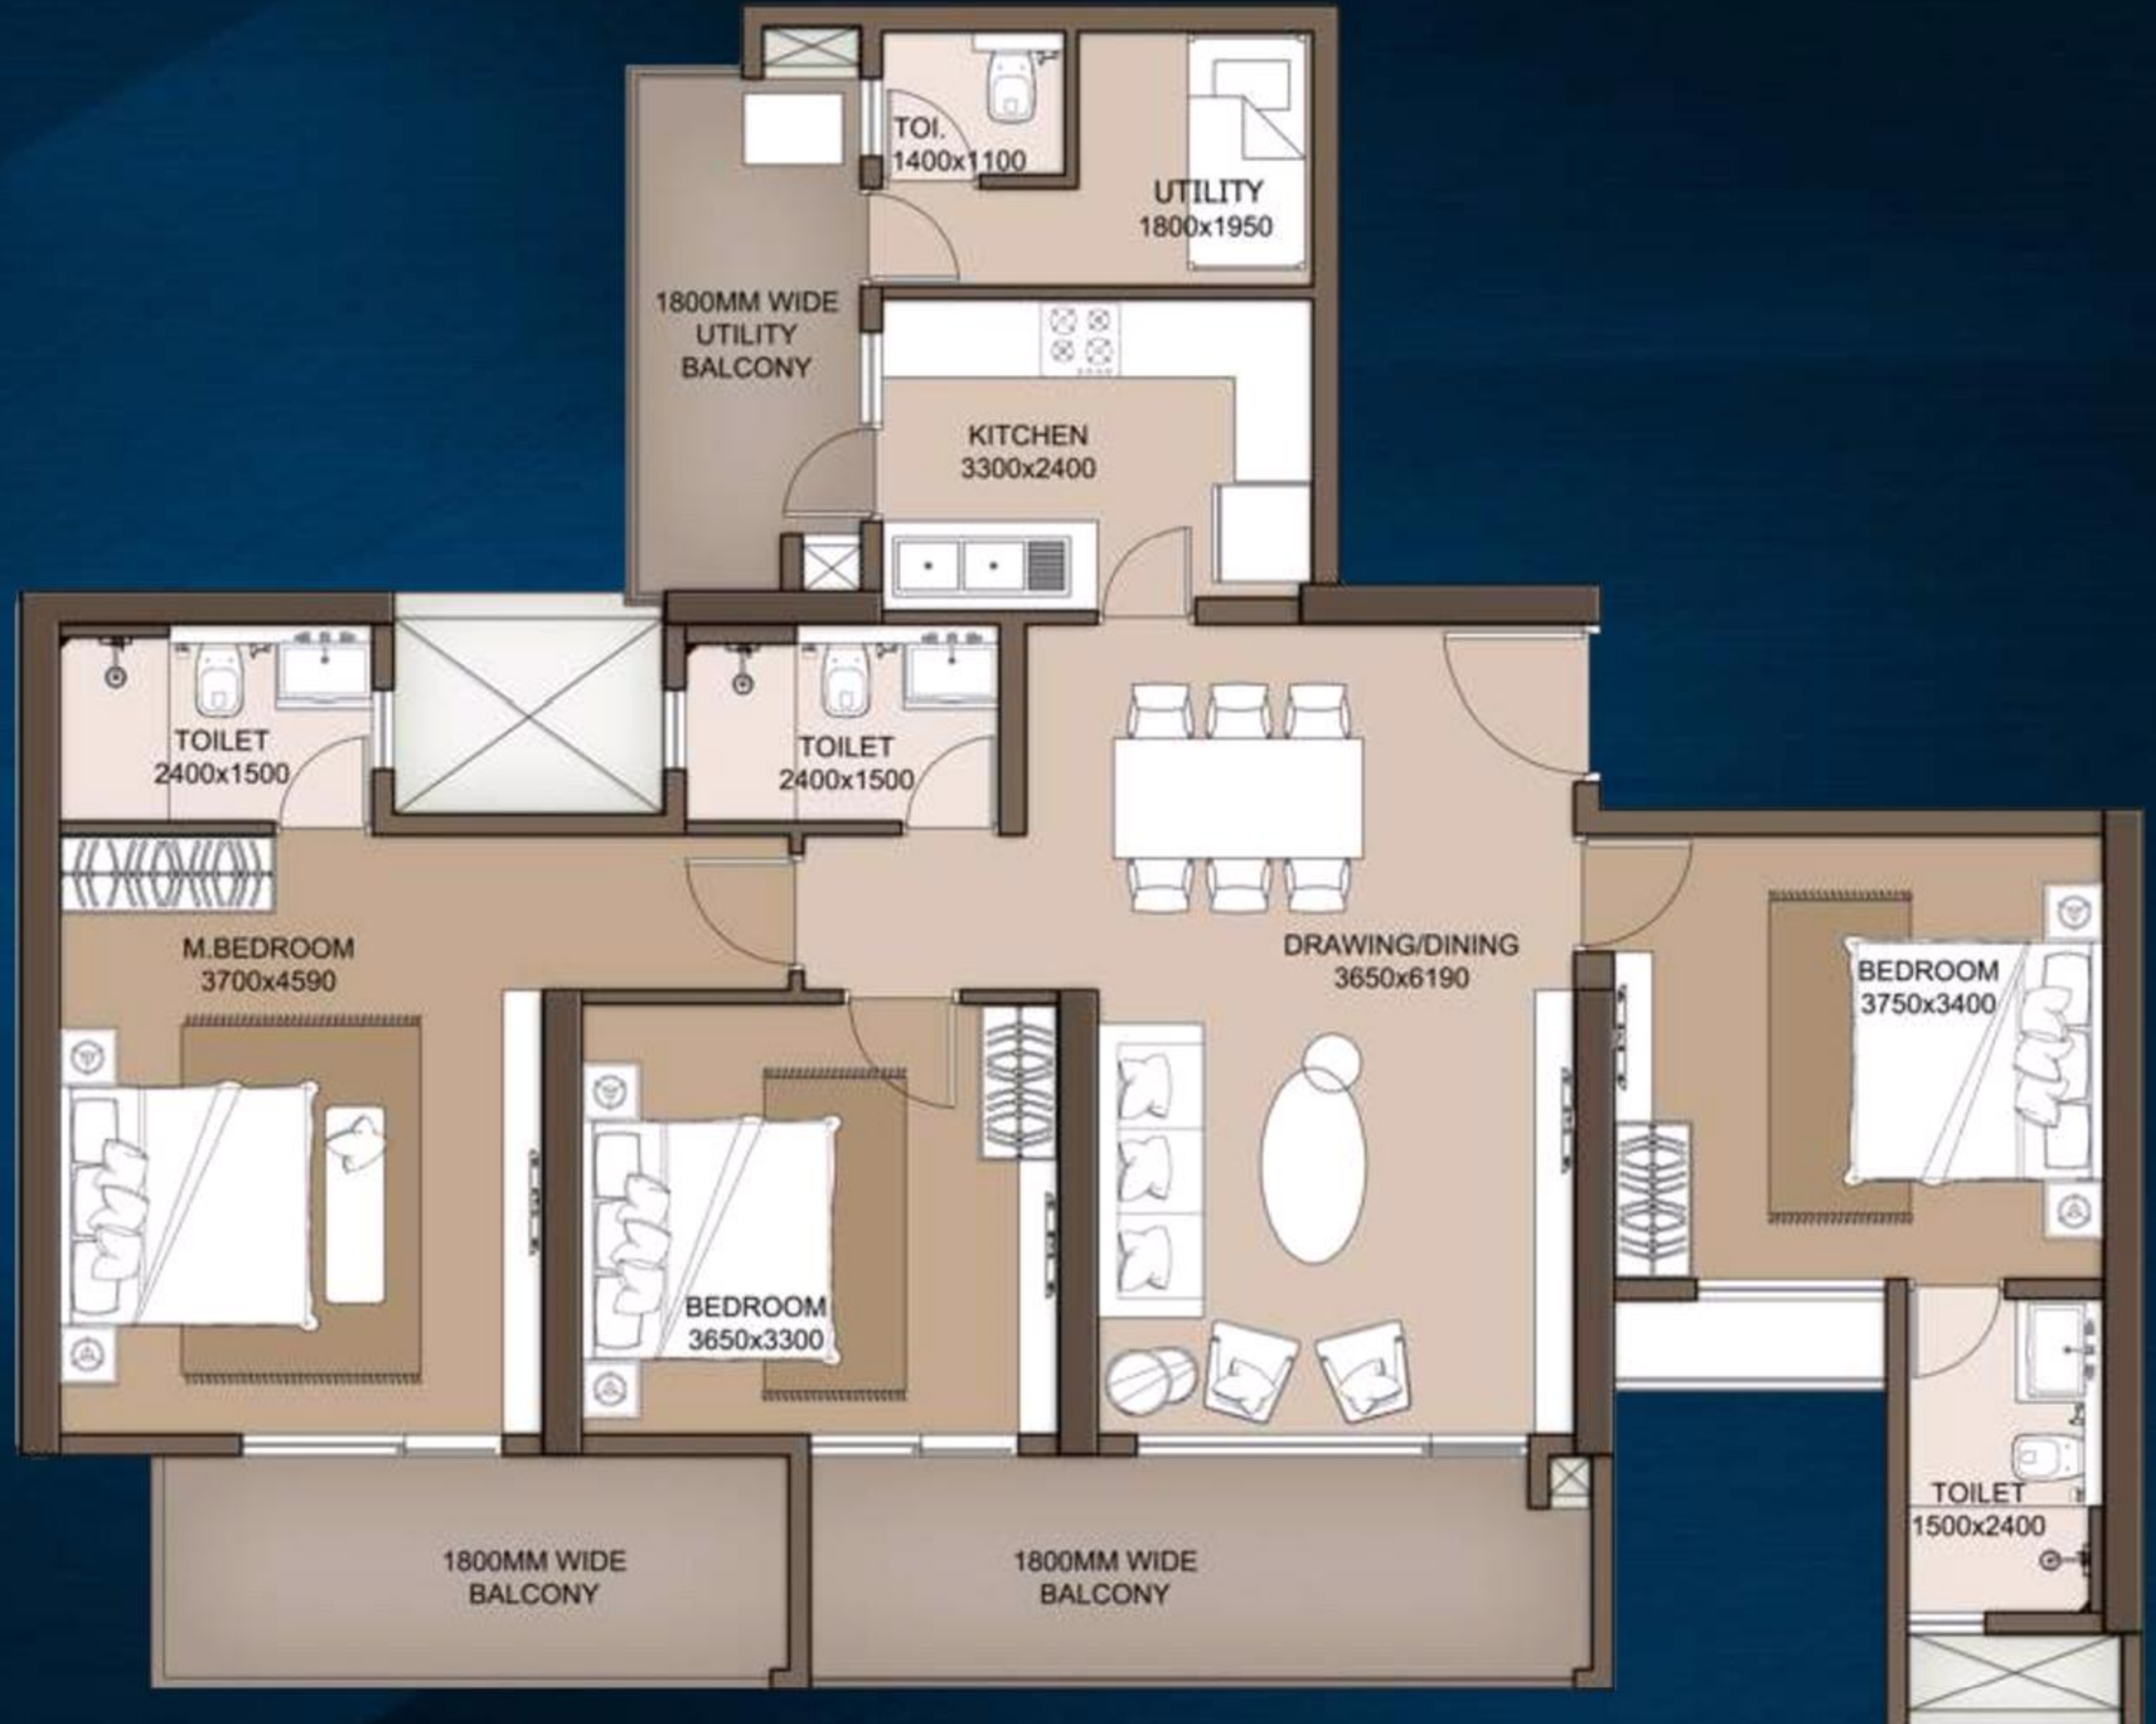 TOI.
1400x1100
UTILITY
1800x1950
1800MM WIDE
UTILITY
BALCONY
KITCHEN
3300x2400
TOILET
2400x1500
TOILET
2400x1500
M.BEDROOM
3700x4590
DRAWING/DINING
3650x6190
BEDROOM
3750x3400
BEDROOM
3650x3300
TOILET
1500x2400
1800MM WIDE
BALCONY
1800MM WIDE
BALCONY